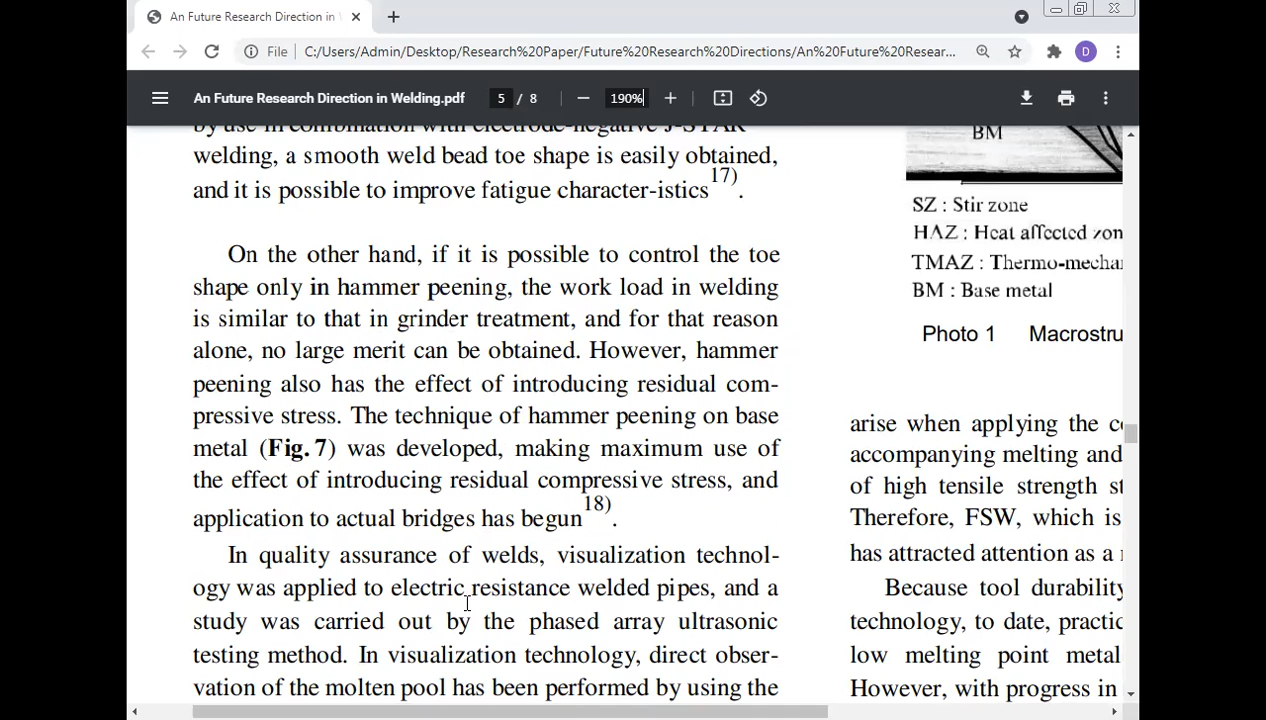 An Future Research Direction in
File
C:/Users/Admin/Desktop/Research%20Paper/Future%20Research%20Directions/An%20Future%20Resear...
D
An Future Research Direction in Welding.pdf
5 / 8
190%
by use in combination with electrode-negative J-STAR
welding, a smooth weld bead toe shape is easily obtained,
and it is possible to improve fatigue character-istics17).
On the other hand, if it is possible to control the toe
shape only in hammer peening, the work load in welding
is similar to that in grinder treatment, and for that reason
alone, no large merit can be obtained. However, hammer
peening also has the effect of introducing residual com-
pressive stress. The technique of hammer peening on base
metal (Fig. 7) was developed, making maximum use of
the effect of introducing residual compressive stress, and
application to actual bridges has begun18).
In quality assurance of welds, visualization technol-
ogy was applied to electric resistance welded pipes, and a
study was carried out by the phased array ultrasonic
testing method. In visualization technology, direct obser-
vation of the molten pool has been performed by using the
BM
SZ : Stir zone
HAZ : Heat affected zon
TMAZ : Thermo-mechar
BM : Base metal
Photo 1 Macrostru
arise when applying the c
accompanying melting and
of high tensile strength st
Therefore, FSW, which is
has attracted attention as a
Because tool durability
technology, to date, practic
low melting point metal
However, with progress in